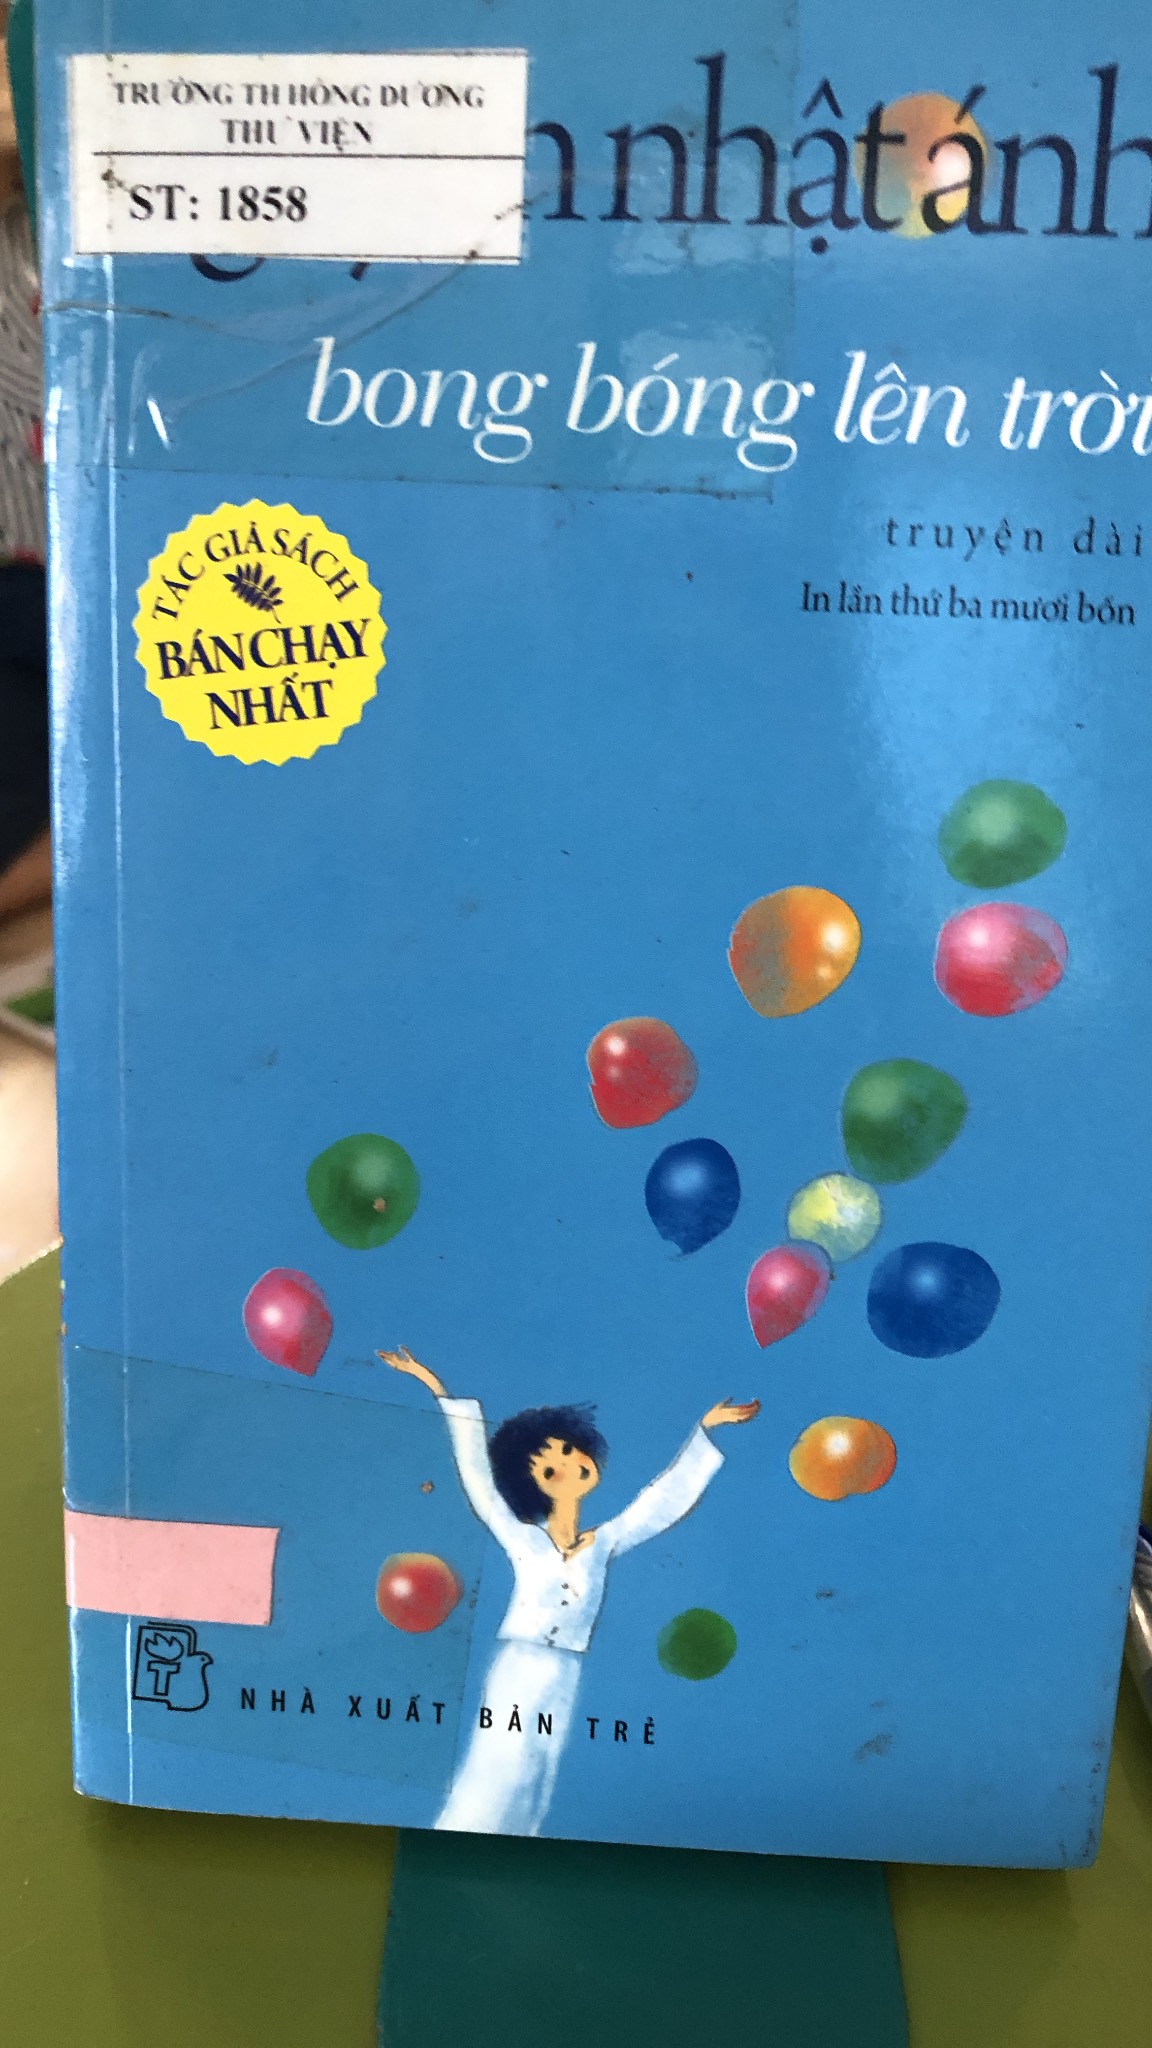 TRƯỜNG TH HỒNG DƯƠNG
THƯ VIỆN
ST: 1858
n nhật ánh
bong bóng lên trời
truyện dài
In lần thứ ba mươi bốn
TÁC GIẢ SÁCH
BÁN CHẠY
NHẤT
NHÀ XUẤT BẢN TRẺ